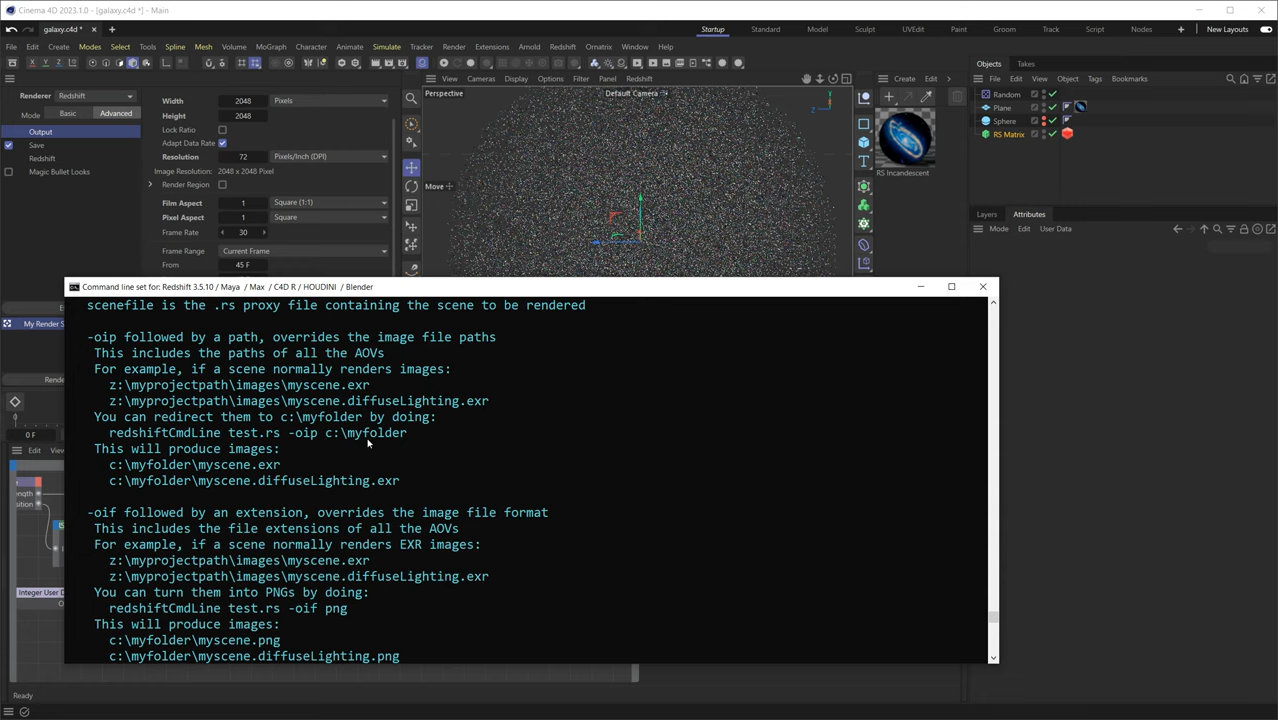 Cinema 4D 2023.1.0 - [galaxy.c4d *] - Main
galaxy.c4d *
Startup
Standard
Model
Sculpt
UVEdit
Paint
Groom
Track
Script
Nodes
New Layouts
File Edit Create Modes Select Tools Spline Mesh Volume MoGraph Character Animate Simulate Tracker Render Extensions Arnold Redshift Ornatrix Window Help
Renderer Redshift
Mode Basic Advanced
Output
Save
Redshift
Magic Bullet Looks
My Render S
Width 2048 Pixels
Height 2048
Lock Ratio
Adapt Data Rate
Resolution 72 Pixels/Inch (DPI)
Image Resolution: 2048 x 2048 Pixel
Render Region
Film Aspect 1 Square (1:1)
Pixel Aspect 1 Square
Frame Rate 30
Frame Range Current Frame
From 45 F
View Cameras Display Options Filter Panel Redshift
Perspective
Default Camera
Move
Create Edit
RS Incandescent
Objects Takes
File Edit View Object Tags Bookmarks
Random
Plane
Sphere
RS Matrix
Layers Attributes
Mode Edit User Data
Command line set for: Redshift 3.5.10 / Maya / Max / C4D R / HOUDINI / Blender
scenefile is the .rs proxy file containing the scene to be rendered
-oip followed by a path, overrides the image file paths
This includes the paths of all the AOVs
For example, if a scene normally renders images:
z:\myprojectpath\images\myscene.exr
z:\myprojectpath\images\myscene.diffuseLighting.exr
You can redirect them to c:\myfolder by doing:
redshiftCmdLine test.rs -oip c:\myfolder
This will produce images:
c:\myfolder\myscene.exr
c:\myfolder\myscene.diffuseLighting.exr
-oif followed by an extension, overrides the image file format
This includes the file extensions of all the AOVs
For example, if a scene normally renders EXR images:
z:\myprojectpath\images\myscene.exr
z:\myprojectpath\images\myscene.diffuseLighting.exr
You can turn them into PNGs by doing:
redshiftCmdLine test.rs -oif png
This will produce images:
c:\myfolder\myscene.png
c:\myfolder\myscene.diffuseLighting.png
Render
0 F
Edit
Integer User D
Ready